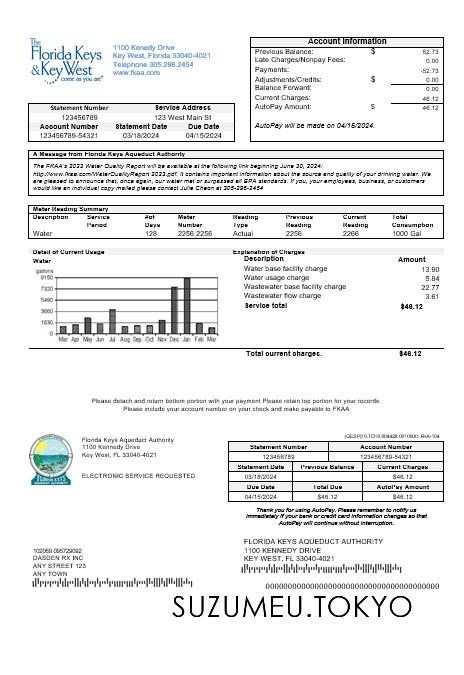 The
Florida Keys
& Key West
come as you are®
1100 Kenedy Drive
Key West, Florida 33040-4021
Telephone 305.296.2454
www.fkaa.com
Account Information
Previous Balance: $ 52.73
Late Charges/Nonpay Fees: 0.00
Payments: -52.73
Adjustments/Credits: $ 0.00
Balance Forward: 0.00
Current Charges: 46.12
AutoPay Amount: $ 46.12
AutoPay will be made on 04/15/2024.
Statement Number Service Address
123456789 123 West Main St
Account Number Statement Date Due Date
123456789-54321 03/18/2024 04/15/2024
A Message from Florida Keys Aqueduct Authority
The FKAA's 2023 Water Quality Report will be available at the following link beginning June 30, 2024:
http://www.fkaa.com/WaterQualityReport 2023.pdf. It contains important information about the source and quality of your drinking water. We
are pleased to announce that, once again, our water met or surpassed all EPA standards. If you, your employees, business, or customers
would like an individual copy mailed please contact Julie Cheon at 305-296-2454
Meter Reading Summary
Description Service Period #of Days Meter Number Reading Type Previous Reading Current Reading Total Consumption
Water 128 2256 2256 Actual 2256 2266 1000 Gal
Detail of Current Usage
Water
gallons
9150
7320
5490
3660
1830
0
Mar Apr May Jun Jul Aug Sep Oct Nov Dec Jan Feb Mar
Explanation of Charges
Description Amount
Water base facility charge 13.90
Water usage charge 5.84
Wastewater base facility charge 22.77
Wastewater flow charge 3.61
Service total $46.12
Total current charges. $46.12
Please detach and return bottom portion with your payment Please retain top portion for your records.
Please include your account number on your check and make payable to FKAA
Florida Keys Aqueduct Authority
1100 Kennedy Drive
Key West, FL 33040-4021
ELECTRONIC SERVICE REQUESTED
Statement Number Account Number
123456789 123456789-54321
Statement Date Previous Balance Current Charges
03/18/2024 $46.12
Due Date Total Due AutoPay Amount
04/15/2024 $46.12 $46.12
Thank you for using AutoPay. Please remember to notify us
immediately if your bank or credit card information changes so that
AutoPay will continue without interruption.
102069 095729092
DASDEN RX INC
ANY STREET 123
ANY TOWN
FLORIDA KEYS AQUEDUCT AUTHORITY
1100 KENNEDY DRIVE
KEY WEST, FL 33040-4021
SUZUMEU.TOKYO